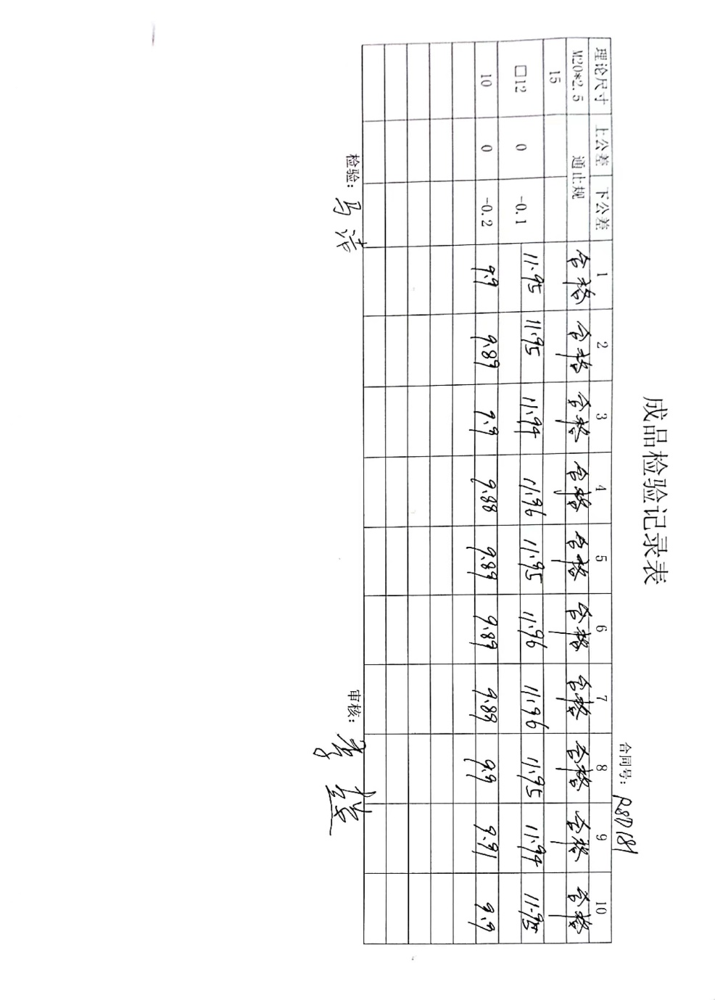 成品检验记录表
合同号: R8D181
理论尺寸 上公差 下公差 1 2 3 4 5 6 7 8 9 10
M20*2.5 通止规 合格 合格 合格 合格 合格 合格 合格 合格 合格 合格
15
□12 0 -0.1 11.95 11.95 11.94 11.96 11.95 11.96 11.96 11.95 11.94 11.95
10 0 -0.2 9.9 9.89 9.9 9.88 9.89 9.89 9.89 9.9 9.91 9.9
检验: 马洁 审核: 李